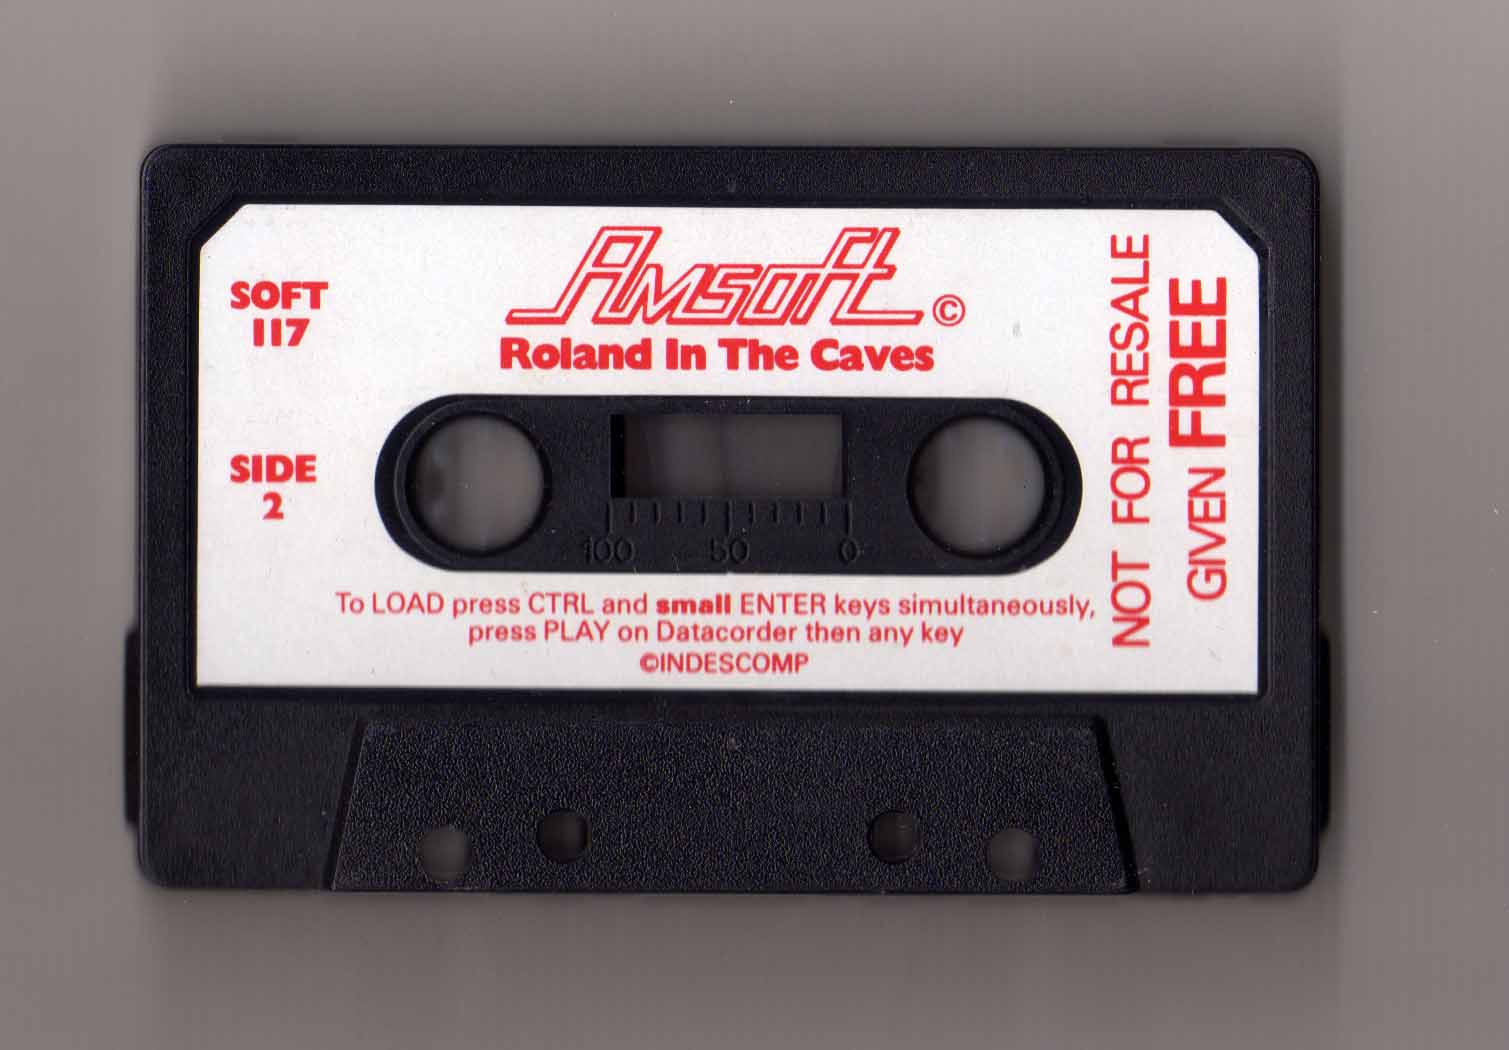 Amsoft ©
Roland In The Caves
SOFT
117
SIDE
2
100 50 0
To LOAD press CTRL and small ENTER keys simultaneously,
press PLAY on Datacorder then any key
©INDESCOMP
NOT FOR RESALE
GIVEN FREE